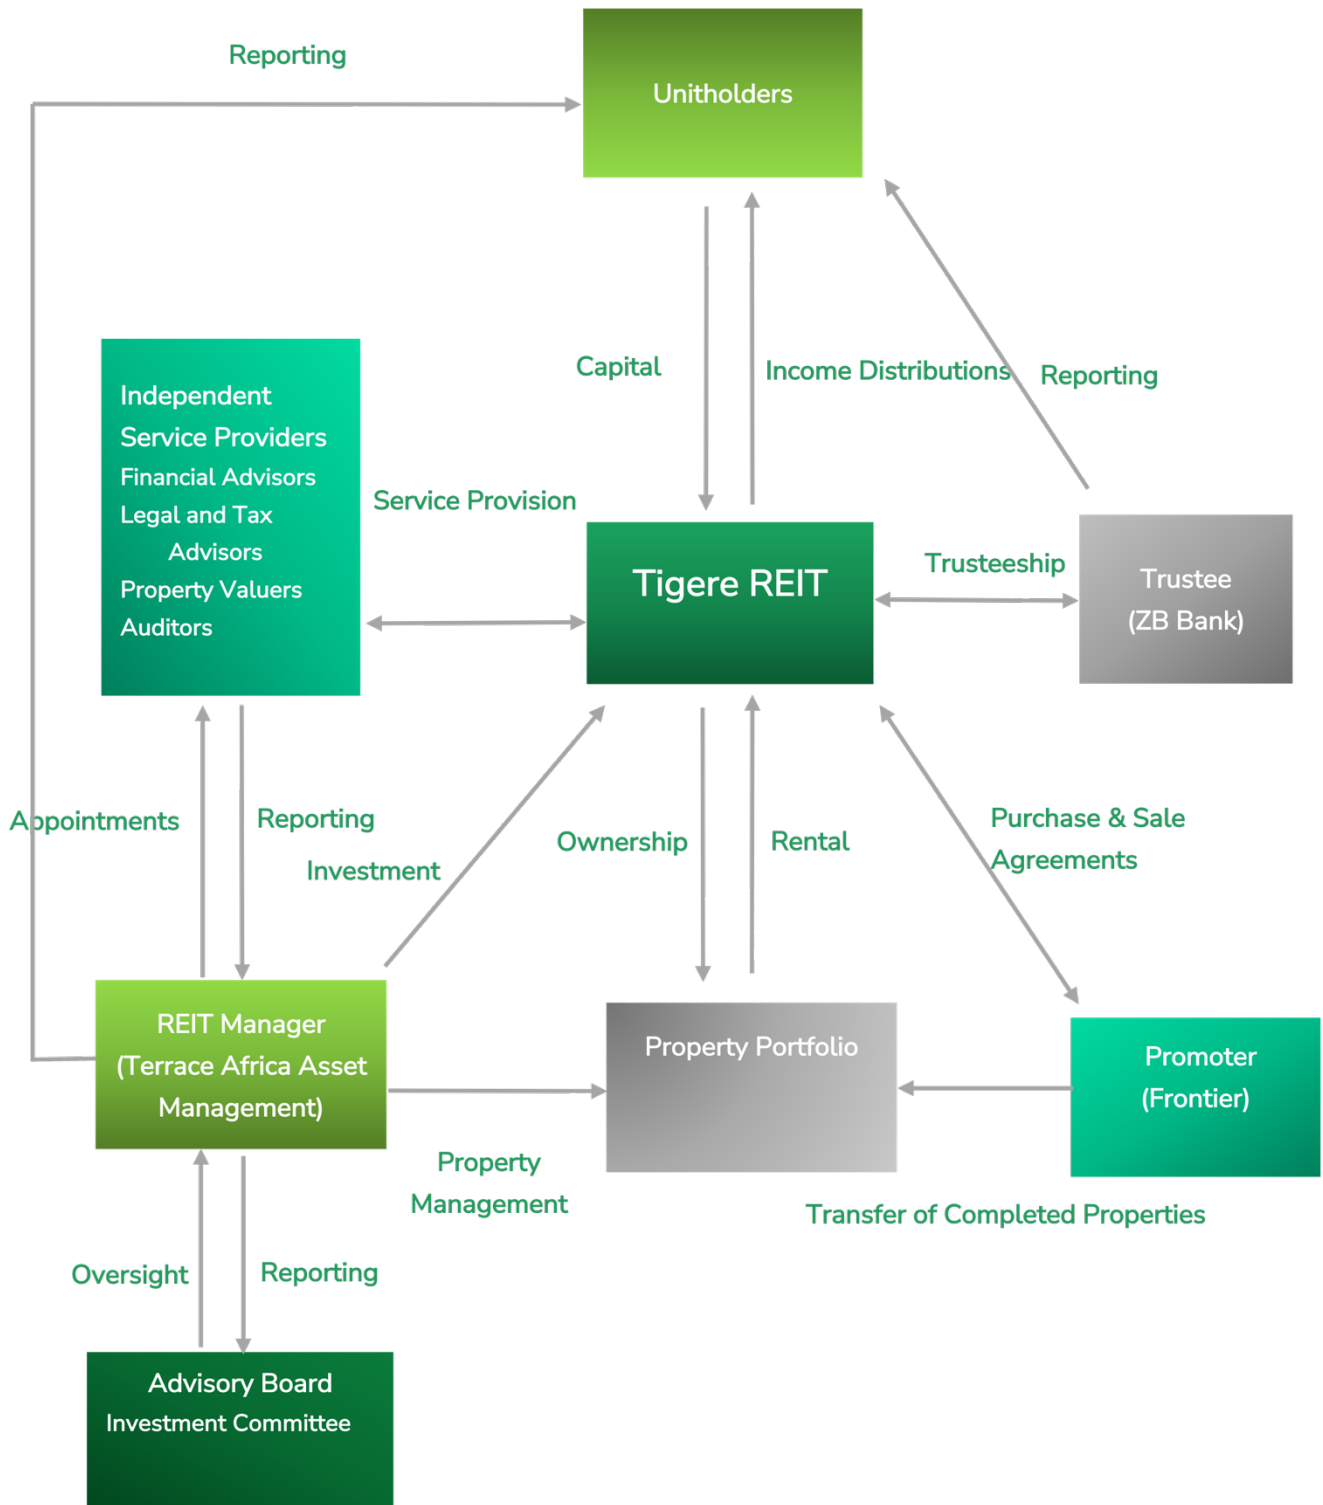 Reporting
Unitholders
Capital
Income Distributions
Reporting
Independent
Service Providers
Financial Advisors
Legal and Tax
Advisors
Property Valuers
Auditors
Service Provision
Tigere REIT
Trusteeship
Trustee
(ZB Bank)
Appointments
Reporting
Investment
Ownership
Rental
Purchase & Sale
Agreements
REIT Manager
(Terrace Africa Asset
Management)
Property Portfolio
Promoter
(Frontier)
Property
Management
Transfer of Completed Properties
Oversight
Reporting
Advisory Board
Investment Committee